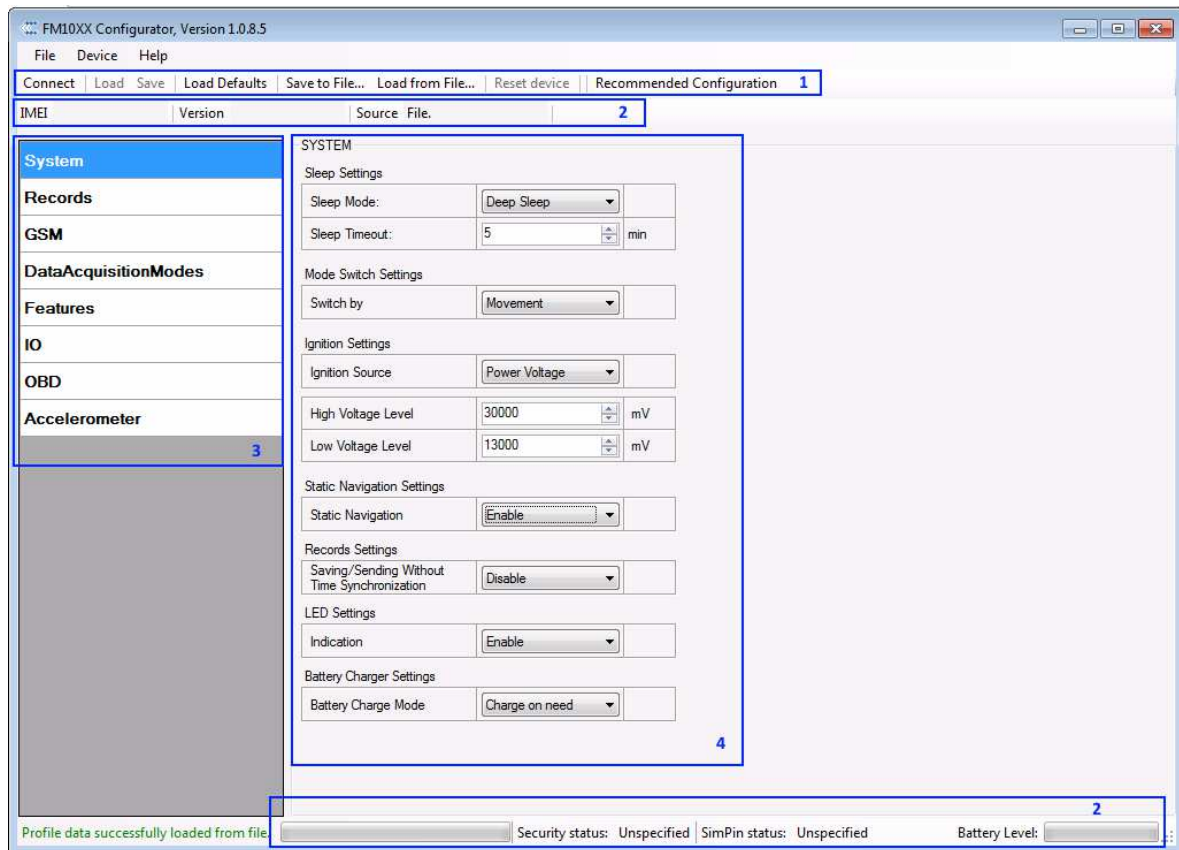 FM10XX Configurator, Version 1.0.8.5
File Device Help
Connect Load Save Load Defaults Save to File... Load from File... Reset device Recommended Configuration 1
IMEI Version Source File. 2
System
Records
GSM
DataAcquisitionModes
Features
IO
OBD
Accelerometer
3
SYSTEM
Sleep Settings
Sleep Mode: Deep Sleep
Sleep Timeout: 5 min
Mode Switch Settings
Switch by Movement
Ignition Settings
Ignition Source Power Voltage
High Voltage Level 30000 mV
Low Voltage Level 13000 mV
Static Navigation Settings
Static Navigation Enable
Records Settings
Saving/Sending Without
Time Synchronization Disable
LED Settings
Indication Enable
Battery Charger Settings
Battery Charge Mode Charge on need
4
2
Profile data successfully loaded from file. Security status: Unspecified SimPin status: Unspecified Battery Level: